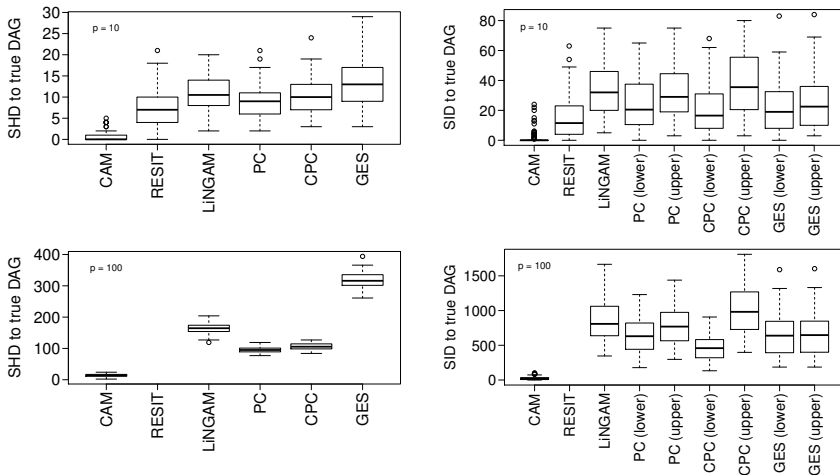 SHD to true DAG
30
25
20
15
10
5
0
p = 10
CAM
RESIT
LiNGAM
PC
CPC
GES
SID to true DAG
80
60
40
20
0
p = 10
CAM
RESIT
LiNGAM
PC (lower)
PC (upper)
CPC (lower)
CPC (upper)
GES (lower)
GES (upper)
SHD to true DAG
400
300
200
100
0
p = 100
CAM
RESIT
LiNGAM
PC
CPC
GES
SID to true DAG
1500
1000
500
0
p = 100
CAM
RESIT
LiNGAM
PC (lower)
PC (upper)
CPC (lower)
CPC (upper)
GES (lower)
GES (upper)